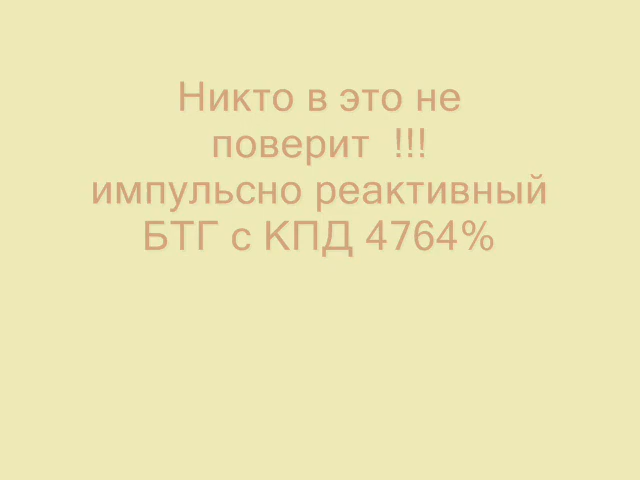 Никто в это не
поверит  !!!
импульсно реактивный
БТГ с КПД 4764%